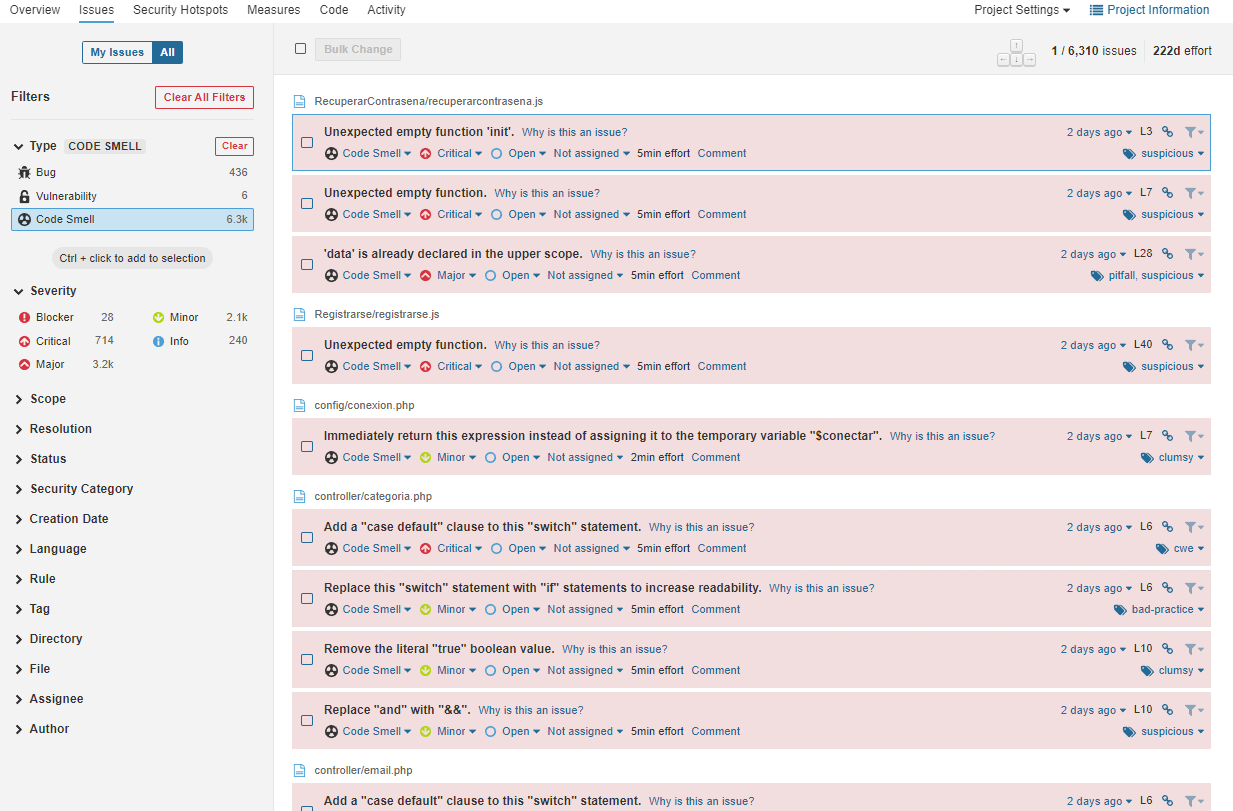 Overview Issues Security Hotspots Measures Code Activity Project Settings Project Information
My Issues All
Bulk Change
1 / 6,310 issues 222d effort
Filters Clear All Filters
Type CODE SMELL Clear
Bug 436
Vulnerability 6
Code Smell 6.3k
Ctrl + click to add to selection
Severity
Blocker 28 Minor 2.1k
Critical 714 Info 240
Major 3.2k
Scope
Resolution
Status
Security Category
Creation Date
Language
Rule
Tag
Directory
File
Assignee
Author
RecuperarContrasena/recuperarcontrasena.js
Unexpected empty function 'init'. Why is this an issue? 2 days ago L3
Code Smell Critical Open Not assigned 5min effort Comment suspicious
Unexpected empty function. Why is this an issue? 2 days ago L7
Code Smell Critical Open Not assigned 5min effort Comment suspicious
'data' is already declared in the upper scope. Why is this an issue? 2 days ago L28
Code Smell Major Open Not assigned 5min effort Comment pitfall, suspicious
Registrarse/registrarse.js
Unexpected empty function. Why is this an issue? 2 days ago L40
Code Smell Critical Open Not assigned 5min effort Comment suspicious
config/conexion.php
Immediately return this expression instead of assigning it to the temporary variable "$conectar". Why is this an issue? 2 days ago L7
Code Smell Minor Open Not assigned 2min effort Comment clumsy
controller/categoria.php
Add a "case default" clause to this "switch" statement. Why is this an issue? 2 days ago L6
Code Smell Critical Open Not assigned 5min effort Comment cwe
Replace this "switch" statement with "if" statements to increase readability. Why is this an issue? 2 days ago L6
Code Smell Minor Open Not assigned 5min effort Comment bad-practice
Remove the literal "true" boolean value. Why is this an issue? 2 days ago L10
Code Smell Minor Open Not assigned 5min effort Comment clumsy
Replace "and" with "&&". Why is this an issue? 2 days ago L10
Code Smell Minor Open Not assigned 5min effort Comment suspicious
controller/email.php
Add a "case default" clause to this "switch" statement. Why is this an issue? 2 days ago L6